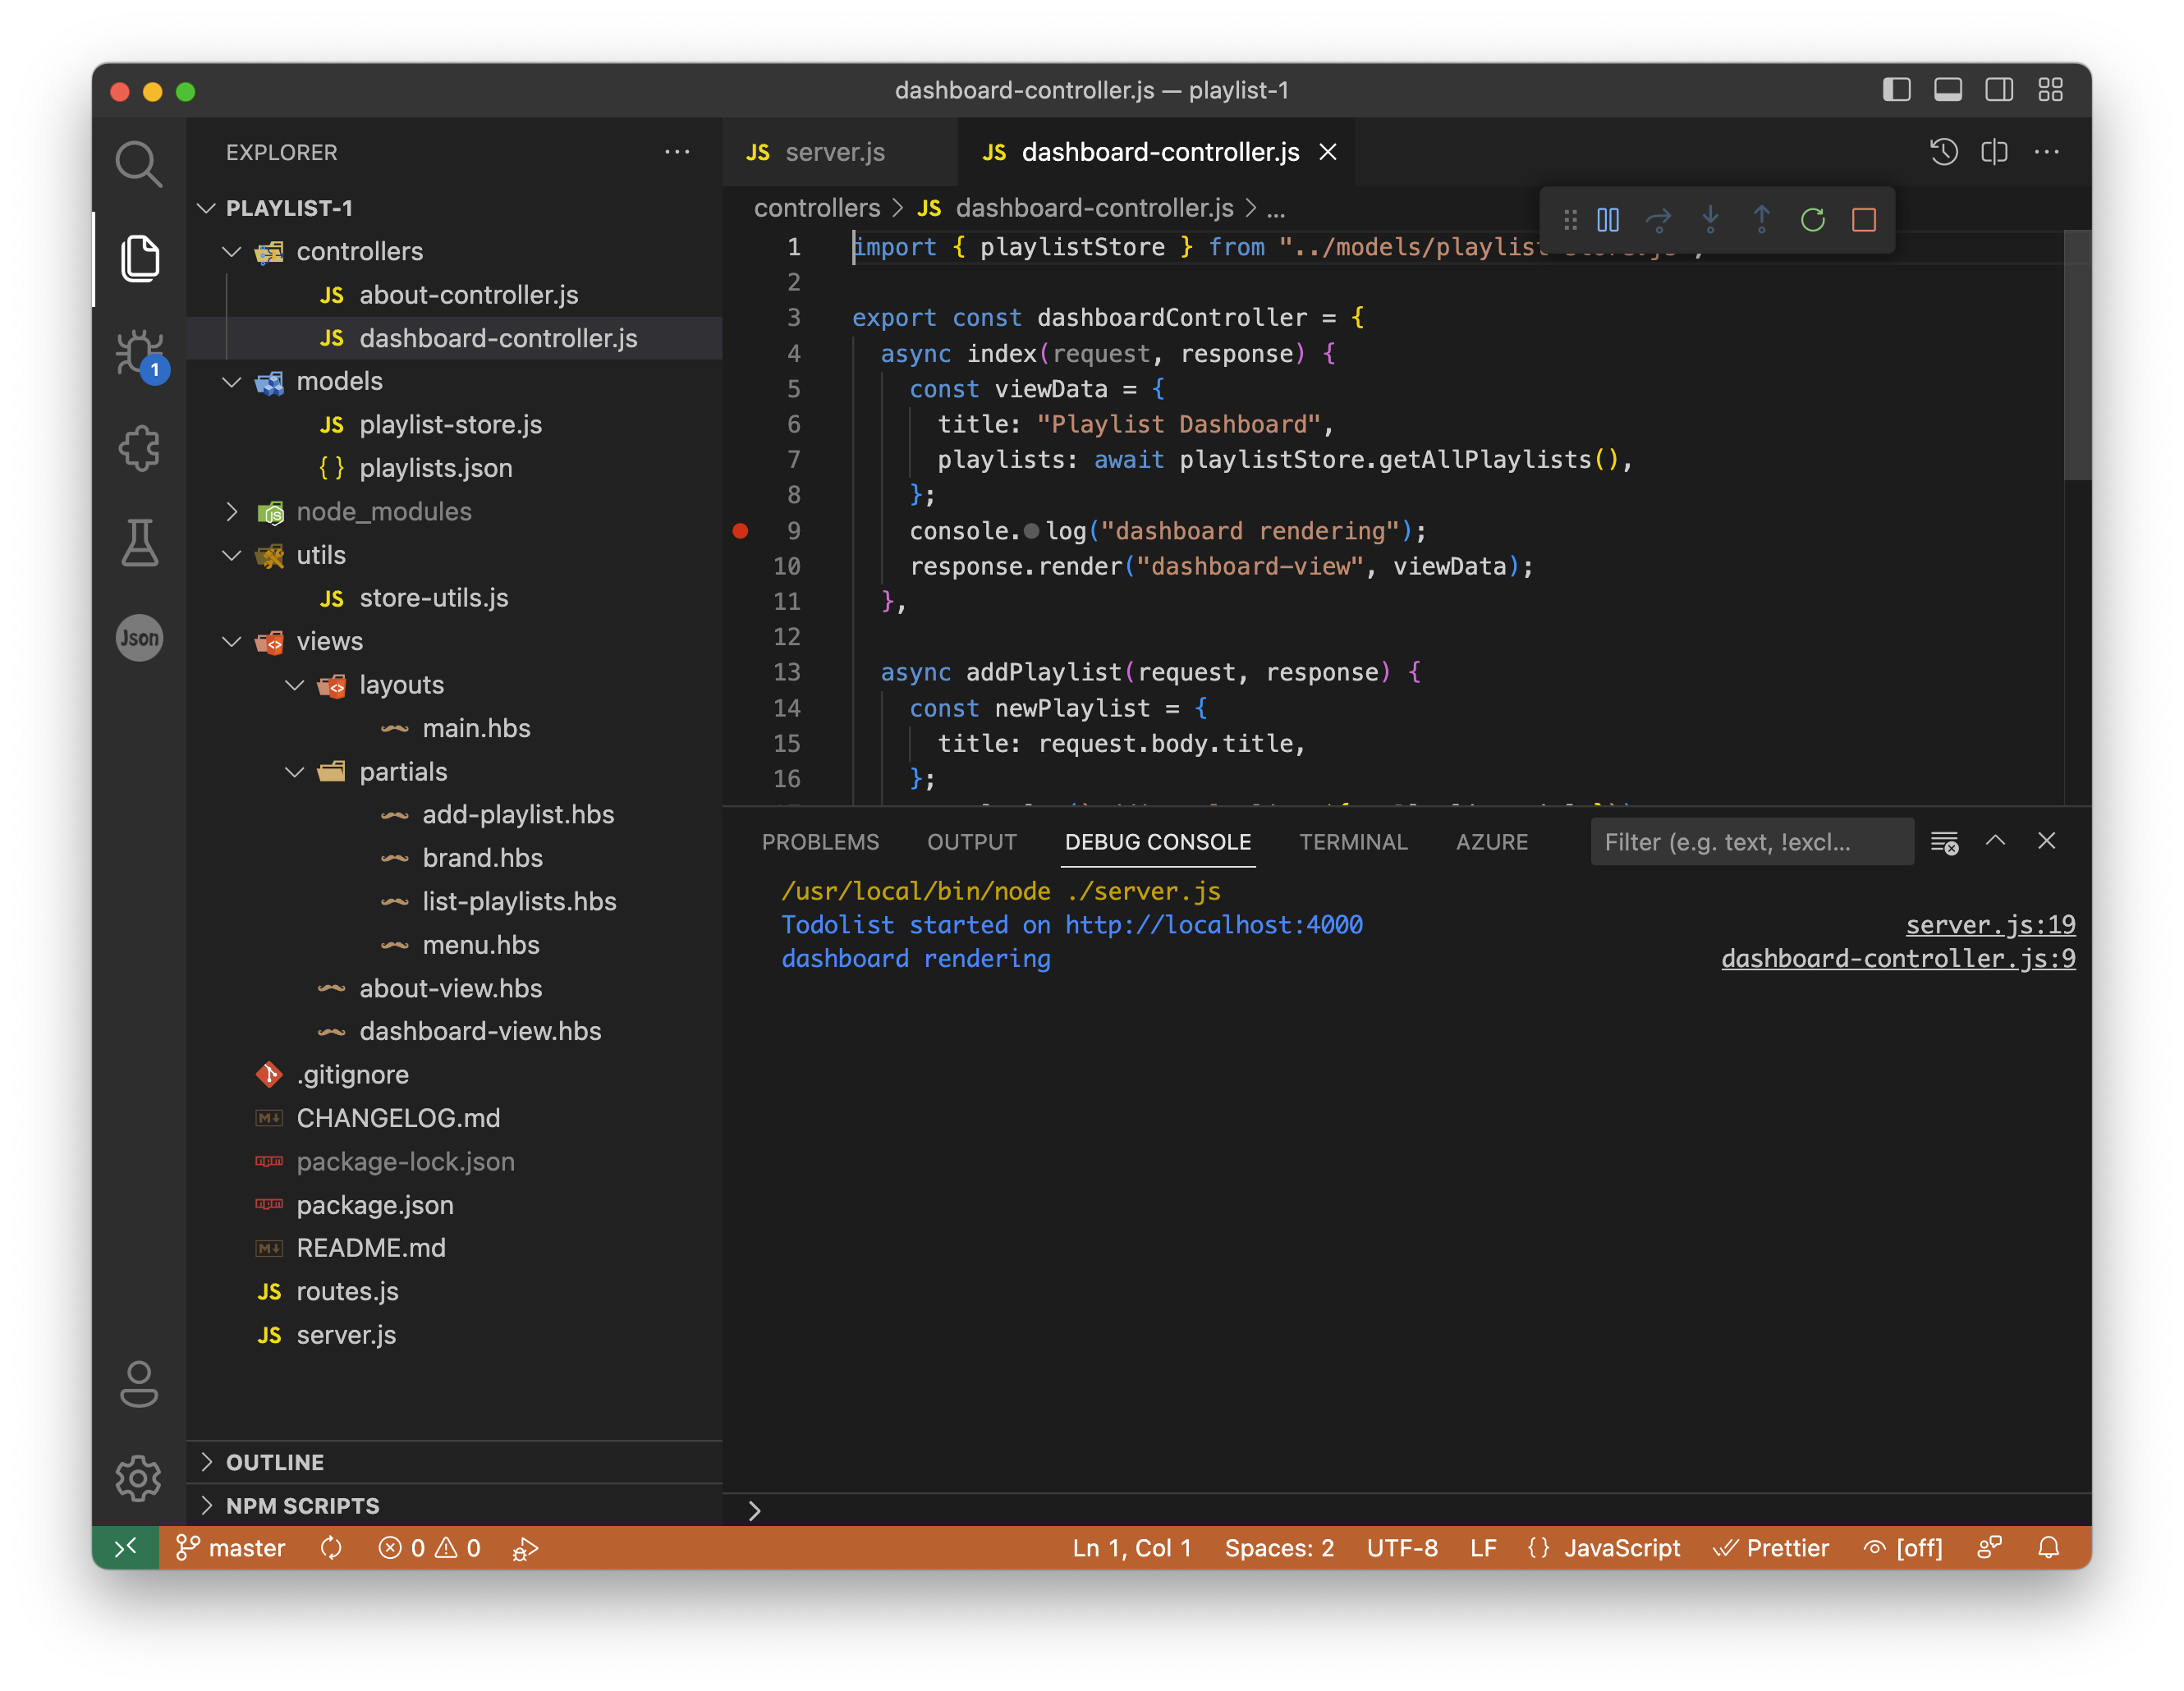 dashboard-controller.js — playlist-1
EXPLORER
PLAYLIST-1
controllers
JS about-controller.js
JS dashboard-controller.js
1
models
JS playlist-store.js
{ } playlists.json
node_modules
utils
JS store-utils.js
Json
views
layouts
main.hbs
partials
add-playlist.hbs
brand.hbs
list-playlists.hbs
menu.hbs
about-view.hbs
dashboard-view.hbs
.gitignore
CHANGELOG.md
package-lock.json
package.json
README.md
JS routes.js
JS server.js
OUTLINE
NPM SCRIPTS
JS server.js JS dashboard-controller.js
controllers > JS dashboard-controller.js > ...
1 import { playlistStore } from "../models/playlist
2
3 export const dashboardController = {
4 async index(request, response) {
5 const viewData = {
6 title: "Playlist Dashboard",
7 playlists: await playlistStore.getAllPlaylists(),
8 };
9 console.log("dashboard rendering");
10 response.render("dashboard-view", viewData);
11 },
12
13 async addPlaylist(request, response) {
14 const newPlaylist = {
15 title: request.body.title,
16 };
PROBLEMS OUTPUT DEBUG CONSOLE TERMINAL AZURE Filter (e.g. text, !excl...
/usr/local/bin/node ./server.js
Todolist started on http://localhost:4000 server.js:19
dashboard rendering dashboard-controller.js:9
>
master 0 0 Ln 1, Col 1 Spaces: 2 UTF-8 LF {} JavaScript Prettier [off]